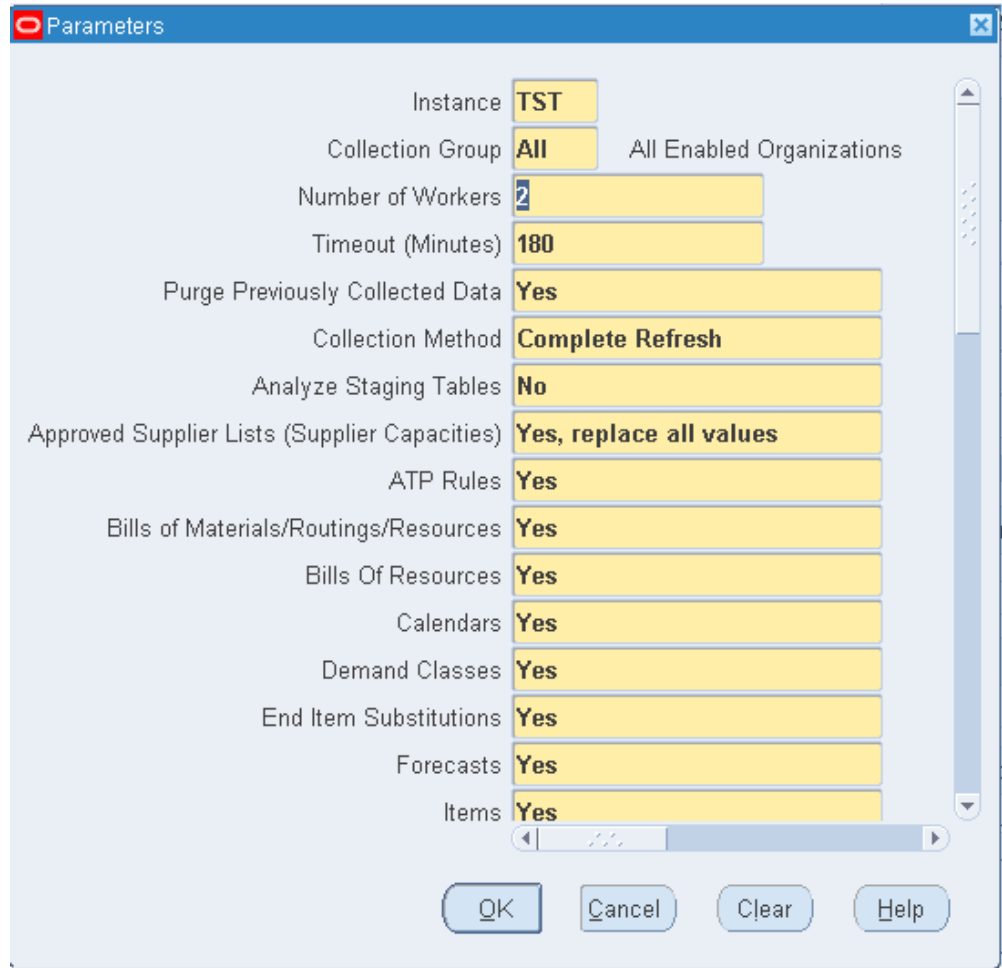 Parameters
Instance TST
Collection Group All All Enabled Organizations
Number of Workers 2
Timeout (Minutes) 180
Purge Previously Collected Data Yes
Collection Method Complete Refresh
Analyze Staging Tables No
Approved Supplier Lists (Supplier Capacities) Yes, replace all values
ATP Rules Yes
Bills of Materials/Routings/Resources Yes
Bills Of Resources Yes
Calendars Yes
Demand Classes Yes
End Item Substitutions Yes
Forecasts Yes
Items Yes
OK Cancel Clear Help